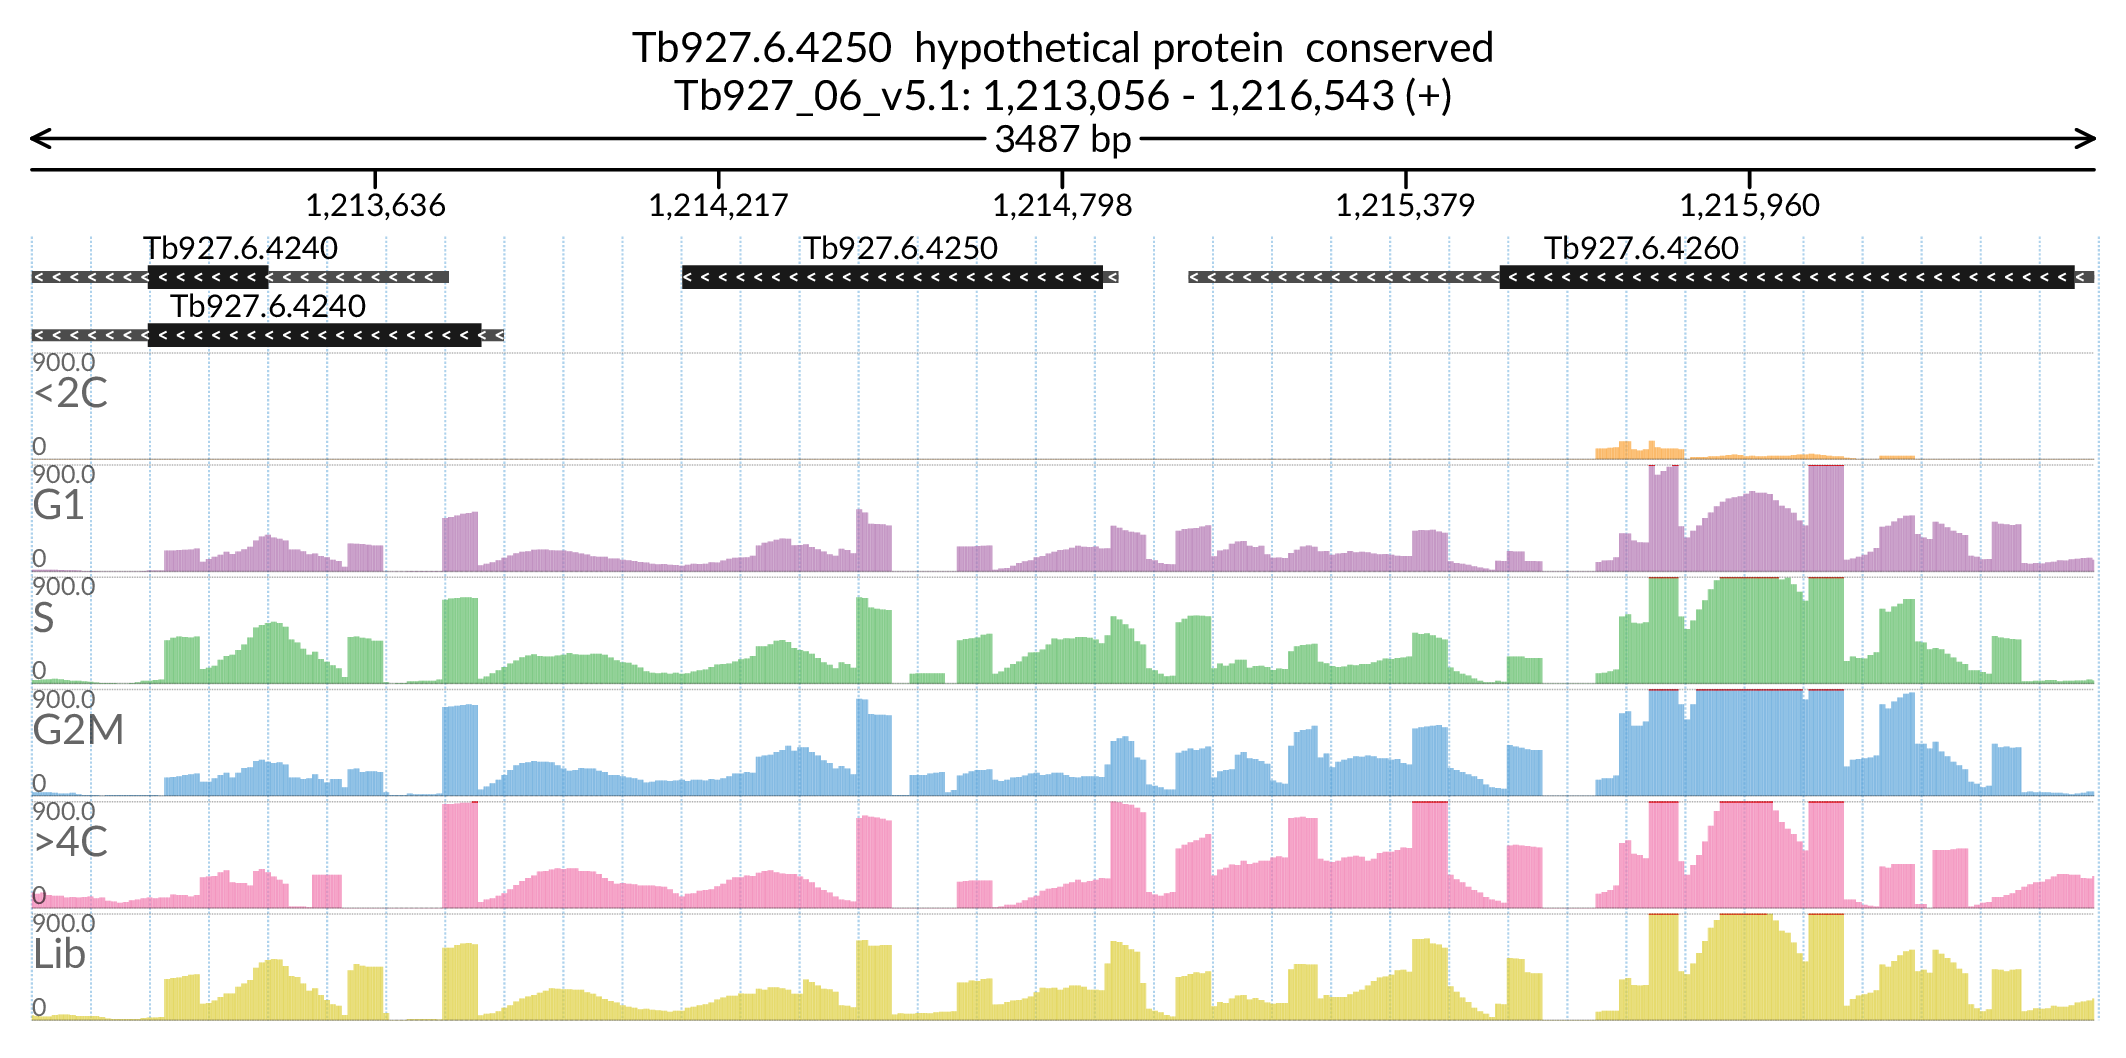 Tb927.6.4250 hypothetical protein conserved
Tb927_06_v5.1: 1,213,056 - 1,216,543 (+)
3487 bp
1,213,636 1,214,217 1,214,798 1,215,379 1,215,960
Tb927.6.4240 Tb927.6.4250 Tb927.6.4260
Tb927.6.4240
900.0
<2C
0
900.0
G1
0
900.0
S
0
900.0
G2M
0
900.0
>4C
0
900.0
Lib
0